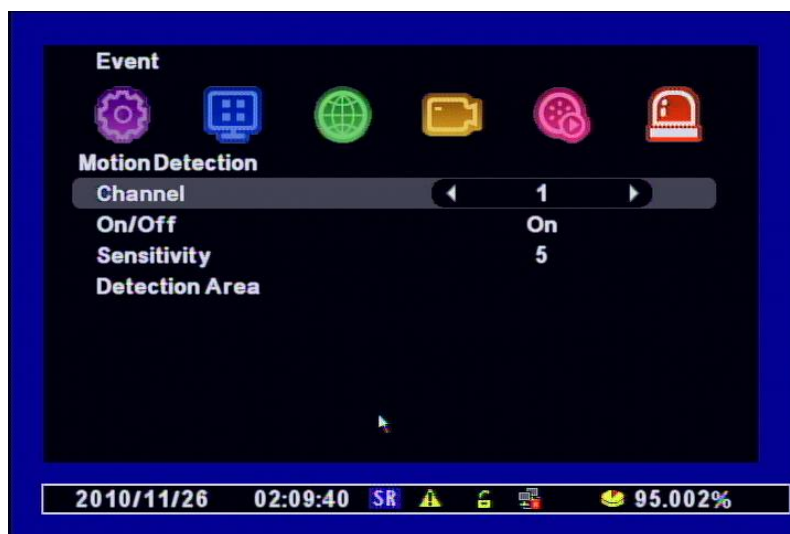 Event
Motion Detection
Channel 1
On/Off On
Sensitivity 5
Detection Area
2010/11/26 02:09:40 SR 95.002%